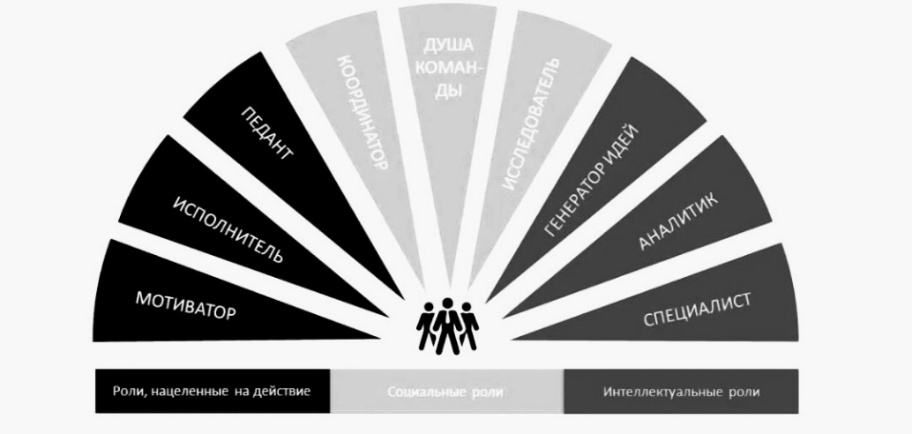 МОТИВАТОР
ИСПОЛНИТЕЛЬ
ПЕДАНТ
КООРДИНАТОР
ДУША
КОМАН-
ДЫ
ИССЛЕДОВАТЕЛЬ
ГЕНЕРАТОР ИДЕЙ
АНАЛИТИК
СПЕЦИАЛИСТ
Роли, нацеленные на действие
Социальные роли
Интеллектуальные роли